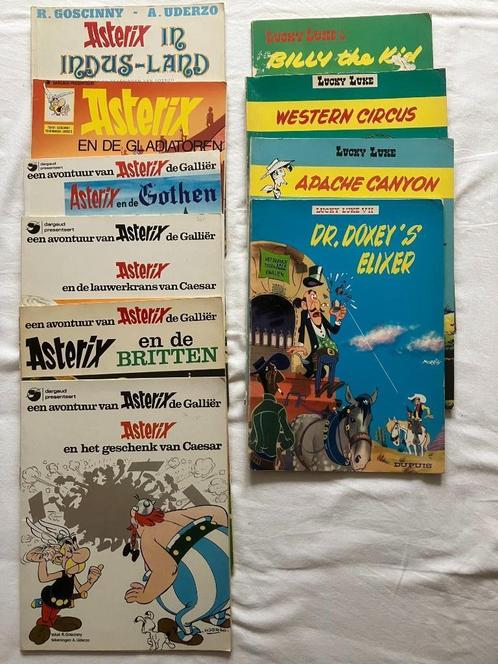 R. GOSCINNY - A. UDERZO
Asterix IN
INDUS-LAND
Asterix
EN DE GLADIATOREN
dargaud
presenteert
een avontuur van Asterix de Galliër
Asterix en de Gothen
dargaud
presenteert
een avontuur van Asterix de Galliër
Asterix
en de lauwerkrans van Caesar
een avontuur van Asterix de Galliër
Asterix en de
BRITTEN
dargaud
presenteert
een avontuur van Asterix de Galliër
Asterix
en het geschenk van Caesar
tekst R. Goscinny
tekeningen A. Uderzo
LUCKY LUKE
BILLY the Kid
LUCKY LUKE
WESTERN CIRCUS
LUCKY LUKE
APACHE CANYON
LUCKY LUKE VII
DR. DOXEY'S
ELIXER
MORRIS
DUPUIS